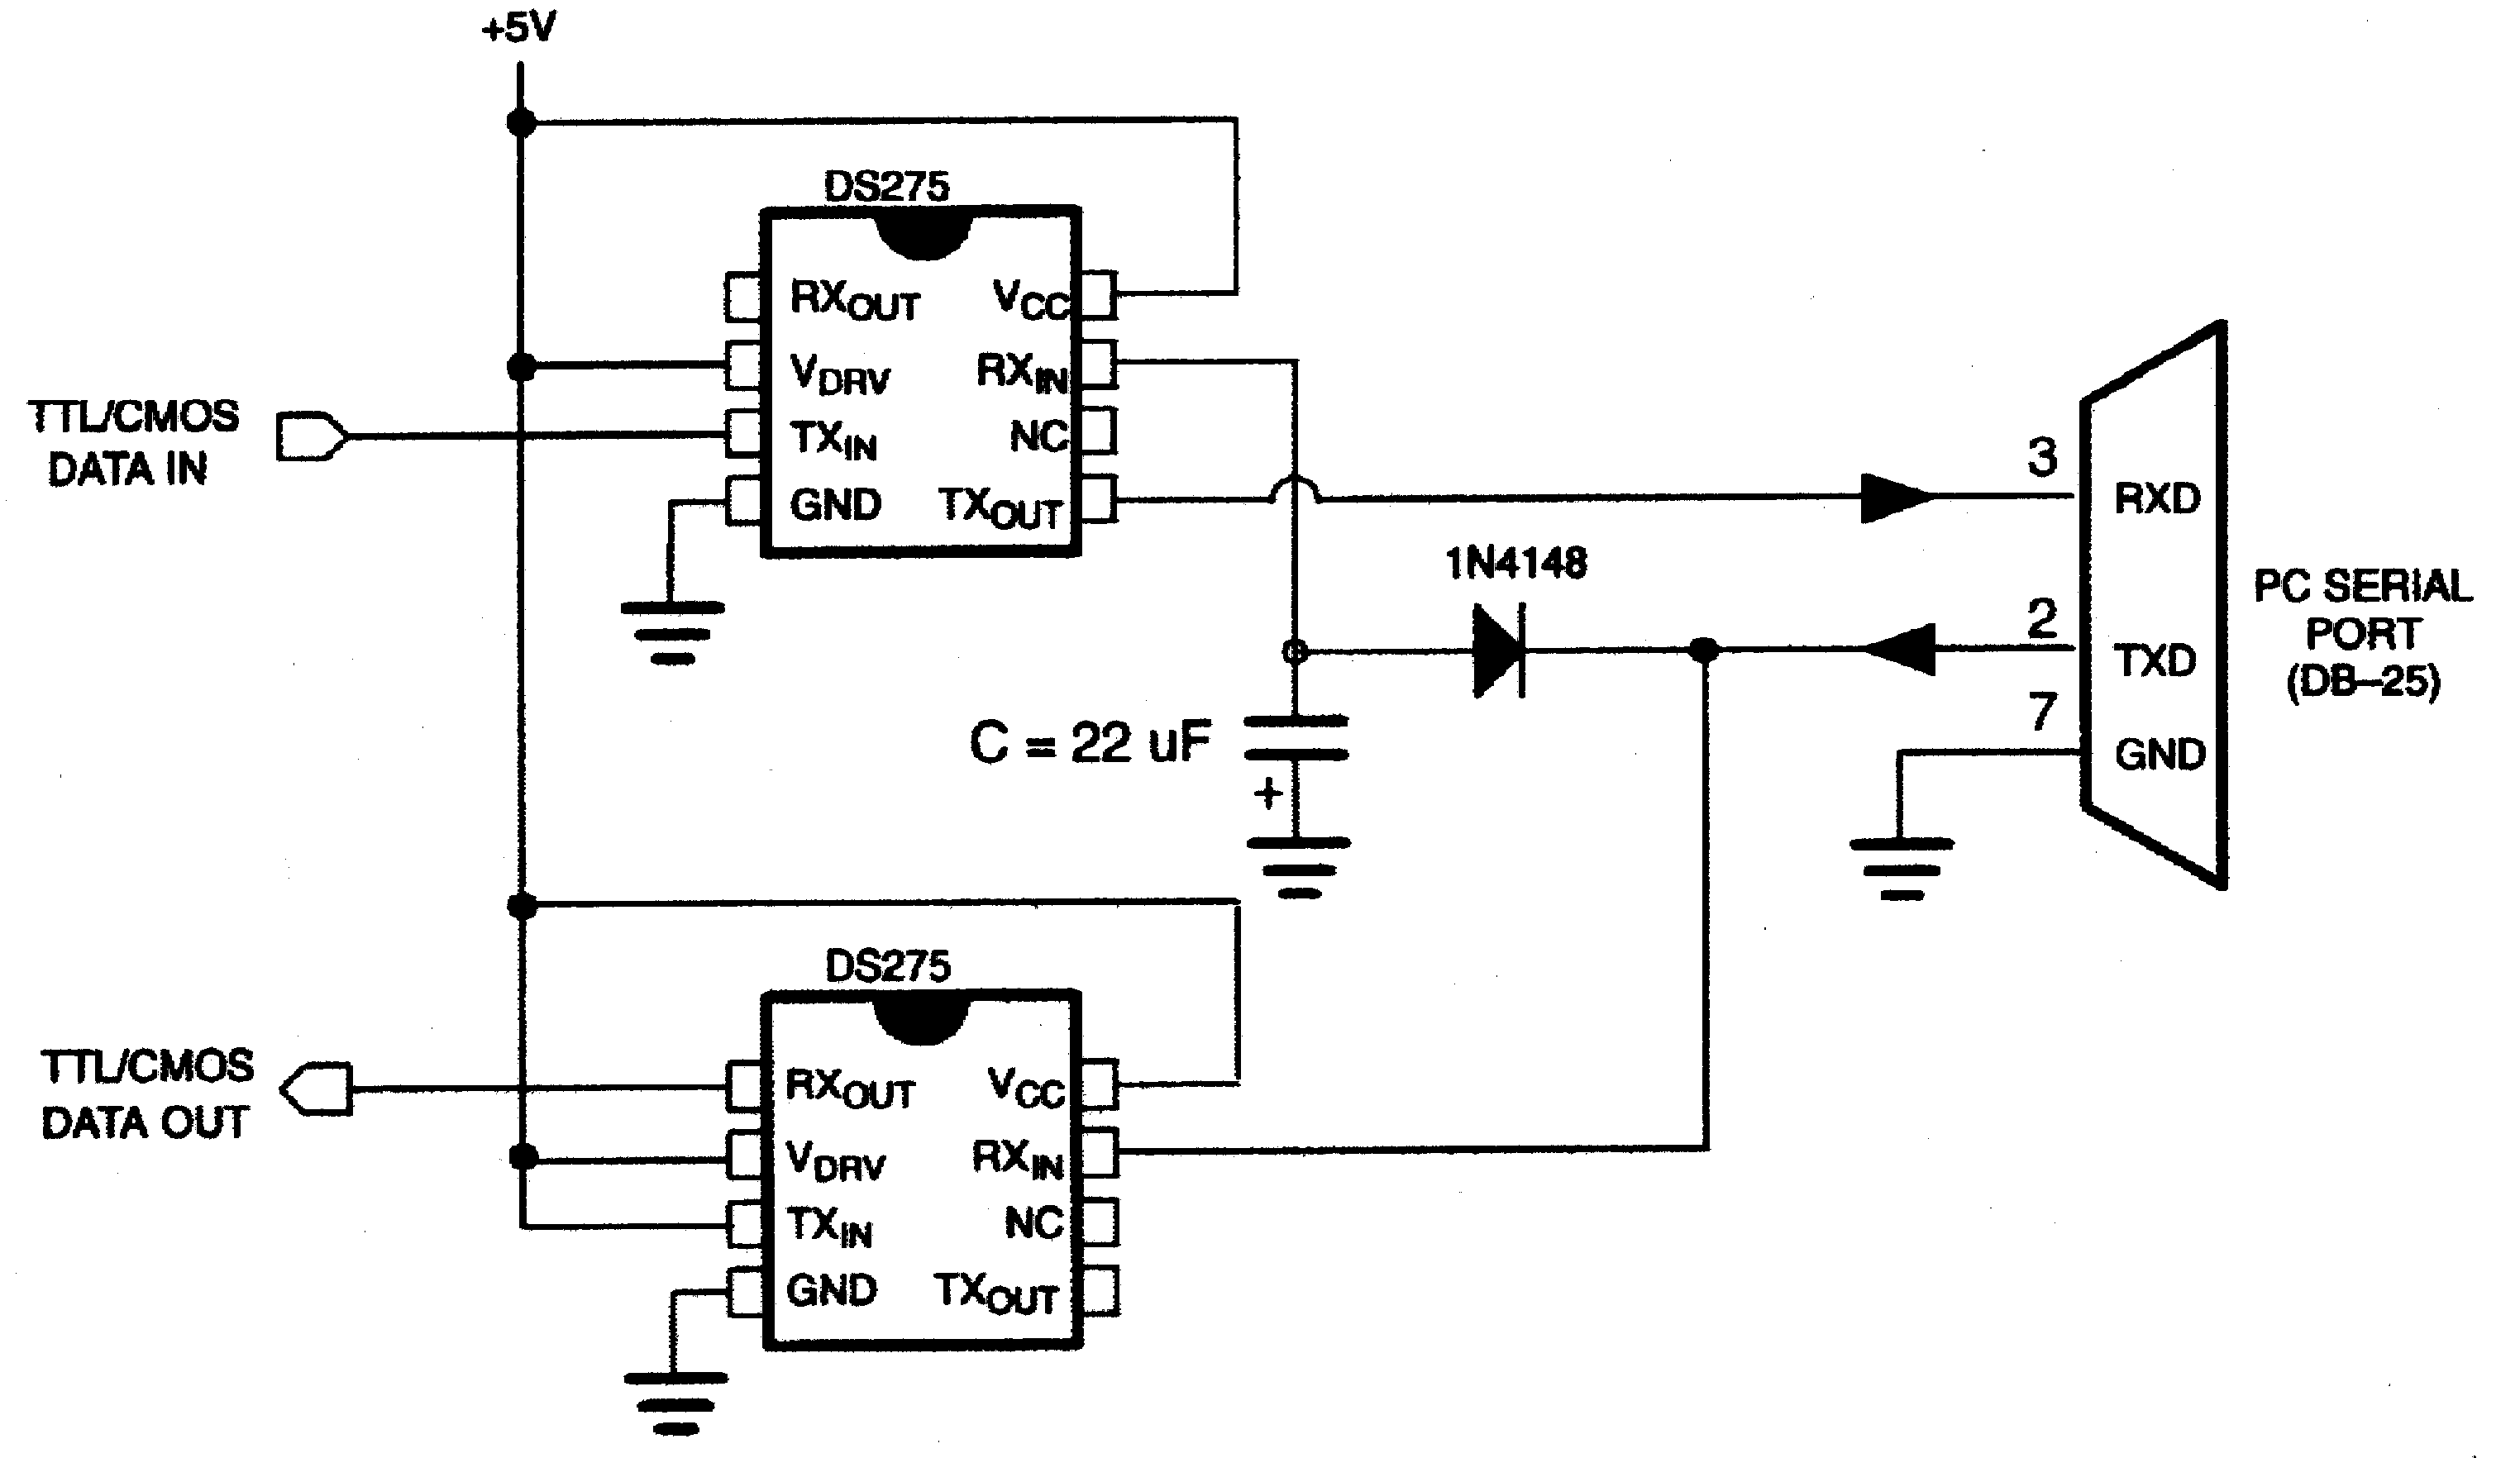 +5V
DS275
RXOUT VCC
VDRV RXIN
TXIN NC
GND TXOUT
TTL/CMOS
DATA IN
3
RXD
1N4148
2
TXD
7
GND
PC SERIAL
PORT
(DB–25)
C = 22 uF
+
DS275
RXOUT VCC
VDRV RXIN
TXIN NC
GND TXOUT
TTL/CMOS
DATA OUT